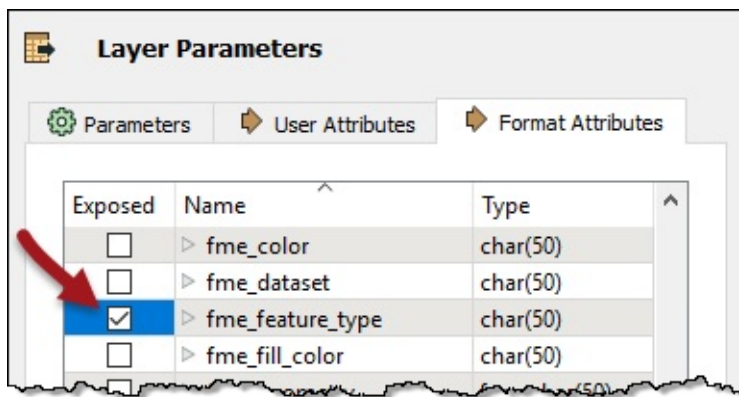 Layer Parameters
Parameters User Attributes Format Attributes
Exposed Name Type
fme_color char(50)
fme_dataset char(50)
fme_feature_type char(50)
fme_fill_color char(50)